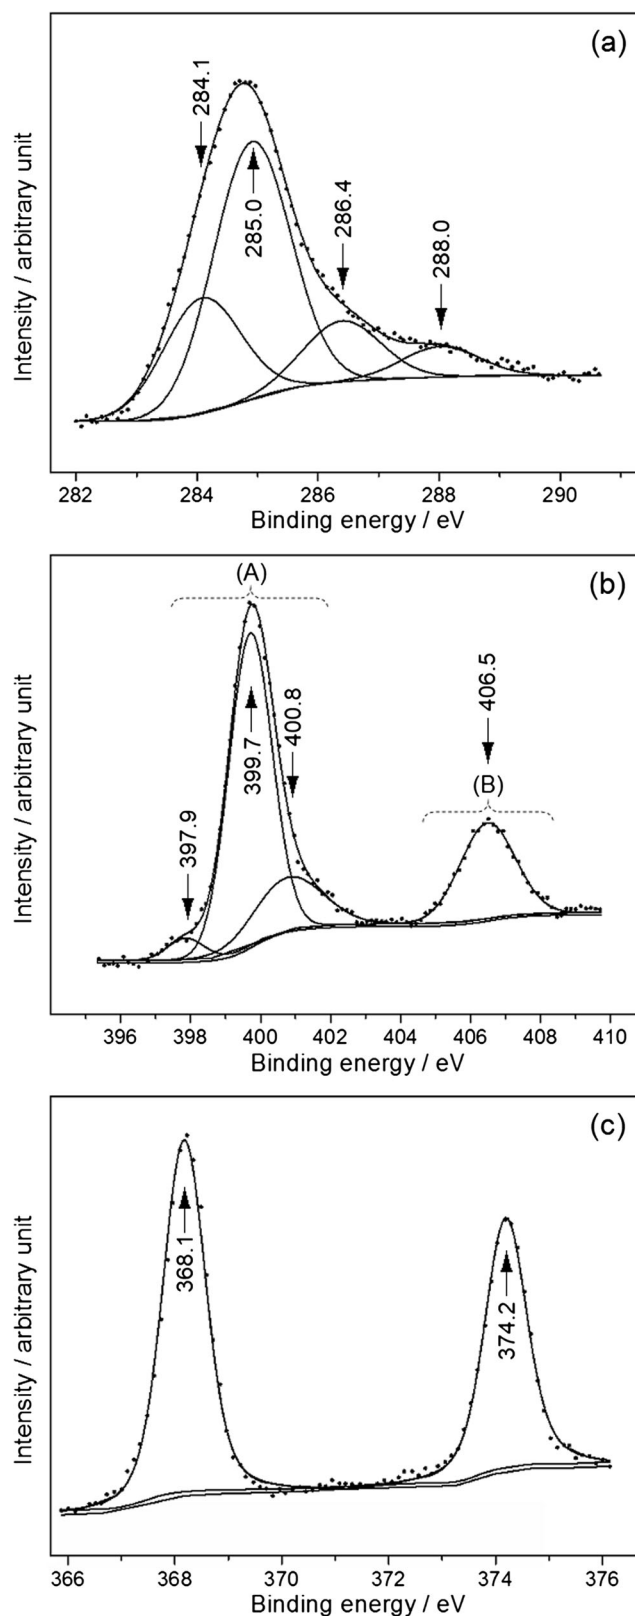 (a)
Intensity / arbitrary unit
284.1
285.0
286.4
288.0
282 284 286 288 290
Binding energy / eV
(b)
Intensity / arbitrary unit
(A)
397.9
399.7
400.8
406.5
(B)
396 398 400 402 404 406 408 410
Binding energy / eV
(c)
Intensity / arbitrary unit
368.1
374.2
366 368 370 372 374 376
Binding energy / eV